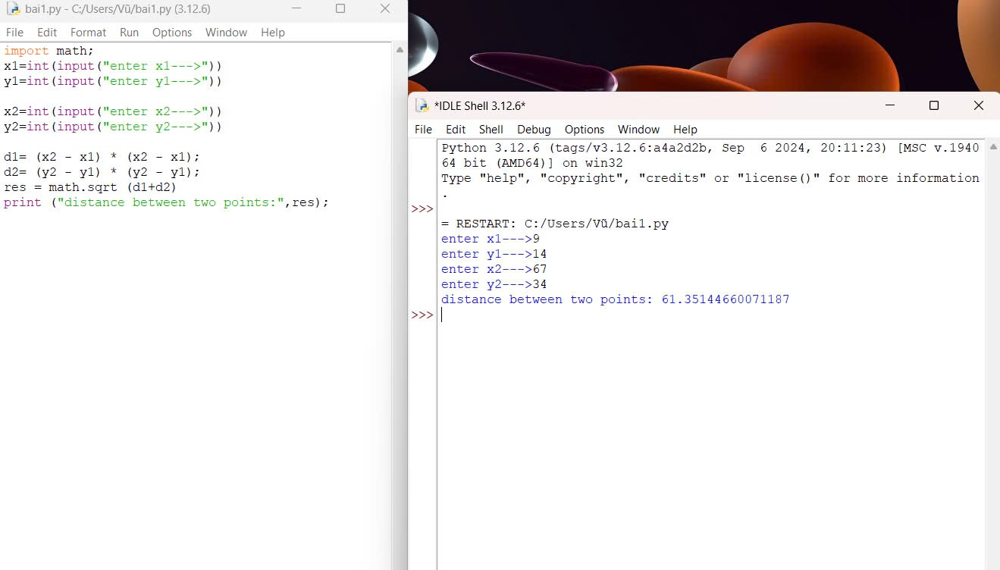 bai1.py - C:/Users/Vũ/bai1.py (3.12.6)
File Edit Format Run Options Window Help
import math;
x1=int(input("enter x1--->"))
y1=int(input("enter y1--->"))
x2=int(input("enter x2--->"))
y2=int(input("enter y2--->"))
d1= (x2 - x1) * (x2 - x1);
d2= (y2 - y1) * (y2 - y1);
res = math.sqrt (d1+d2)
print ("distance between two points:",res);
*IDLE Shell 3.12.6*
File Edit Shell Debug Options Window Help
Python 3.12.6 (tags/v3.12.6:a4a2d2b, Sep  6 2024, 20:11:23) [MSC v.1940
64 bit (AMD64)] on win32
Type "help", "copyright", "credits" or "license()" for more information
.
>>>
= RESTART: C:/Users/Vũ/bai1.py
enter x1--->9
enter y1--->14
enter x2--->67
enter y2--->34
distance between two points: 61.35144660071187
>>>